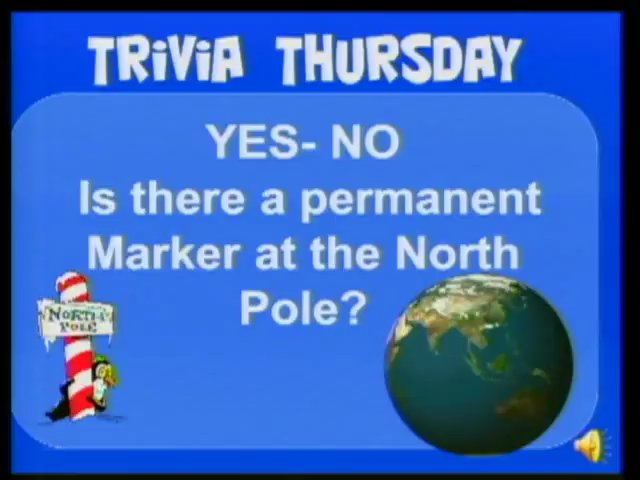 TRiViA THURSDAY
YES- NO
Is there a permanent
Marker at the North
Pole?
NORTH
POLE